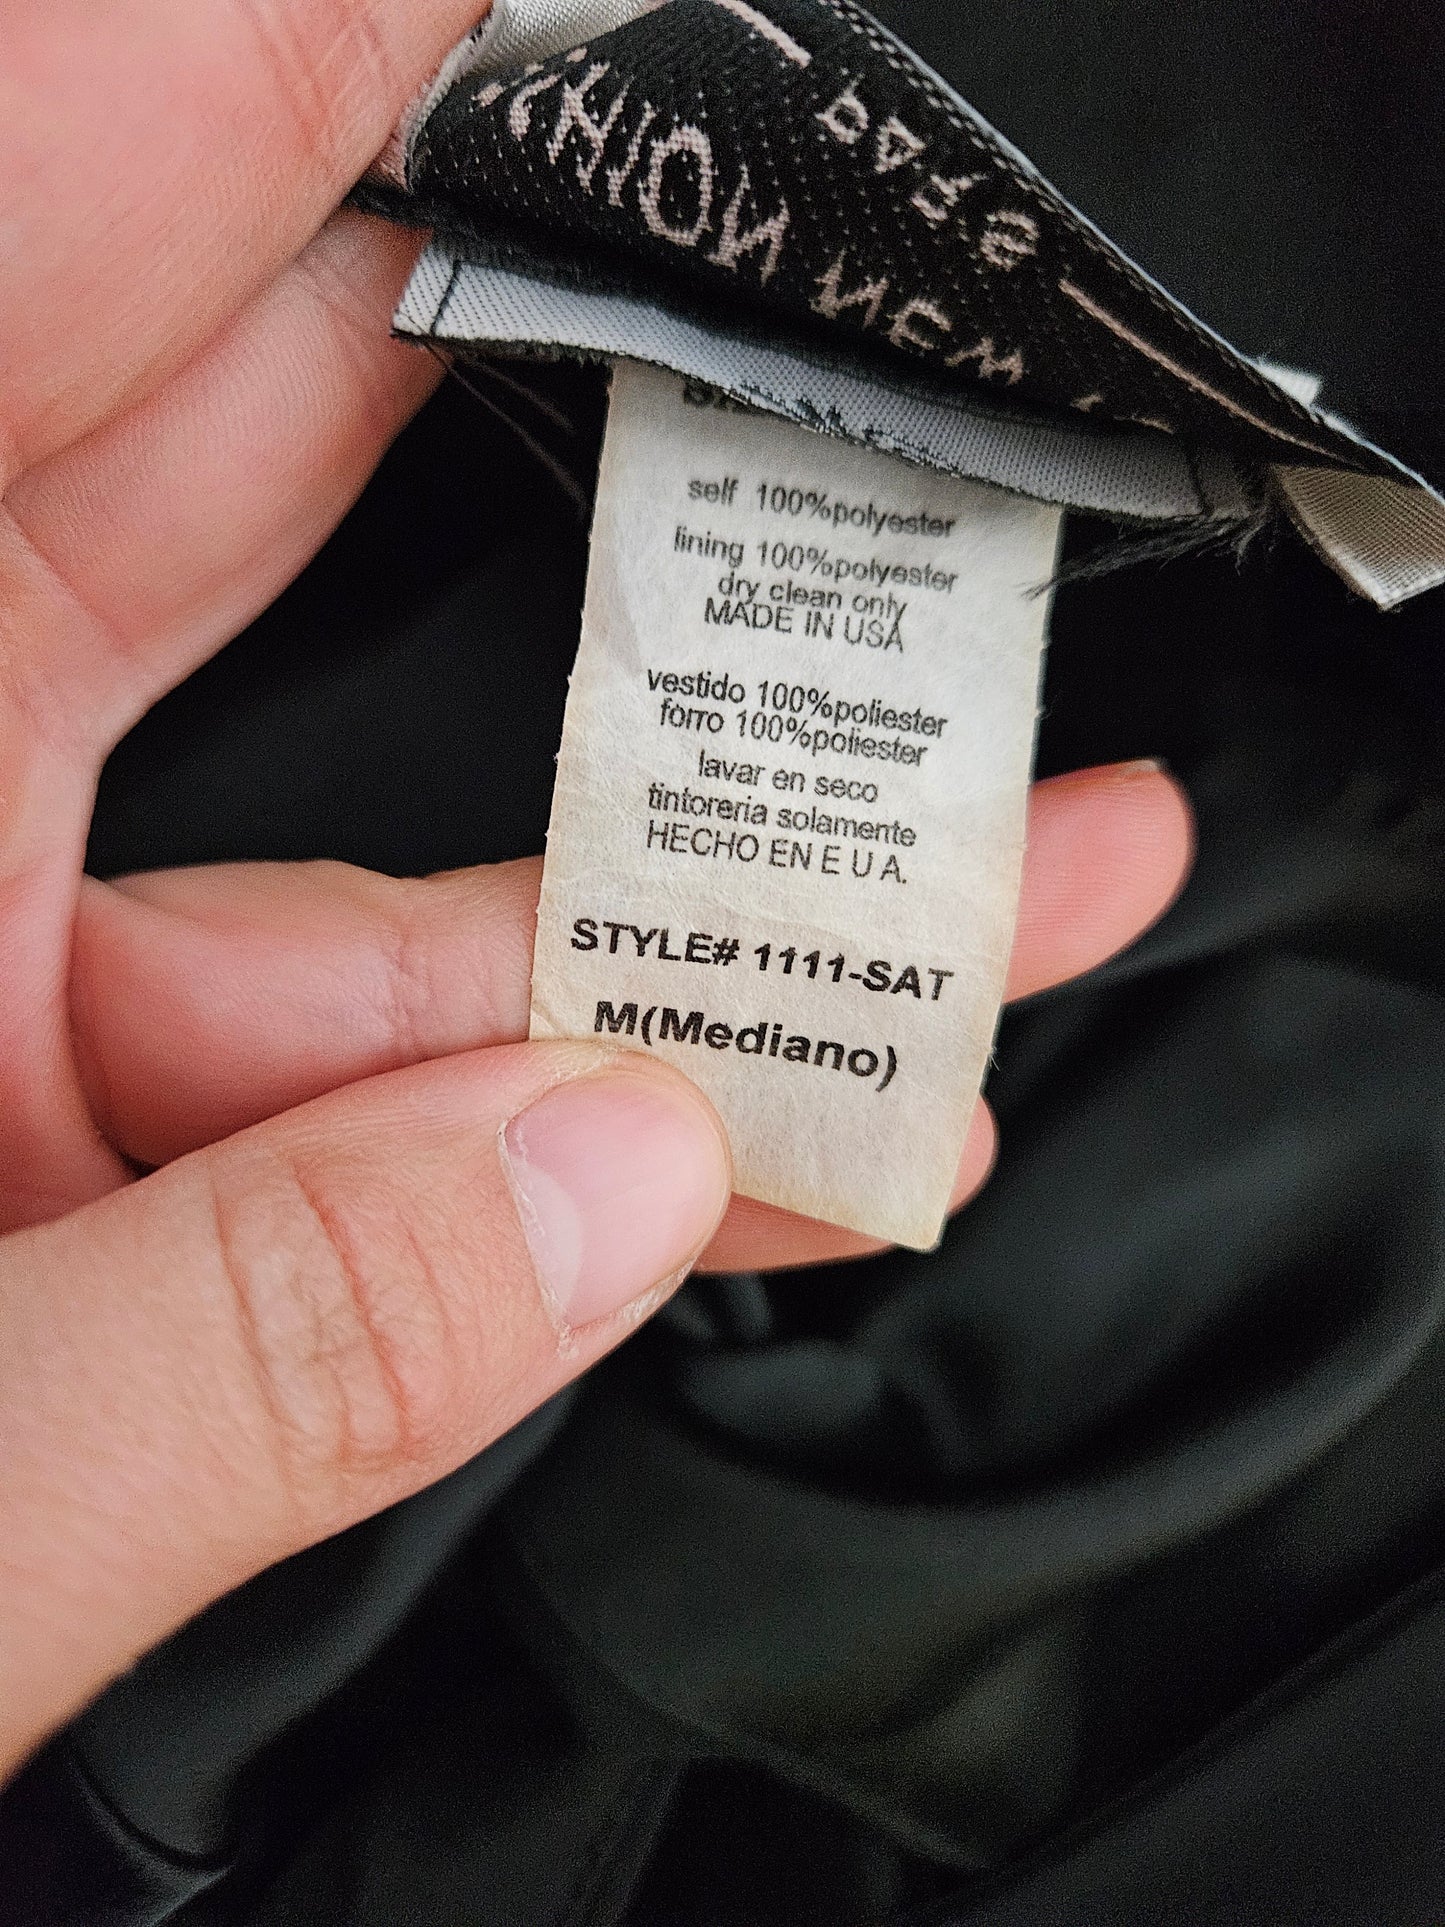 self 100%polyester
lining 100%polyester
dry clean only
MADE IN USA
vestido 100%poliester
forro 100%poliester
lavar en seco
tintoreria solamente
HECHO EN E U A.
STYLE# 1111-SAT
M(Mediano)